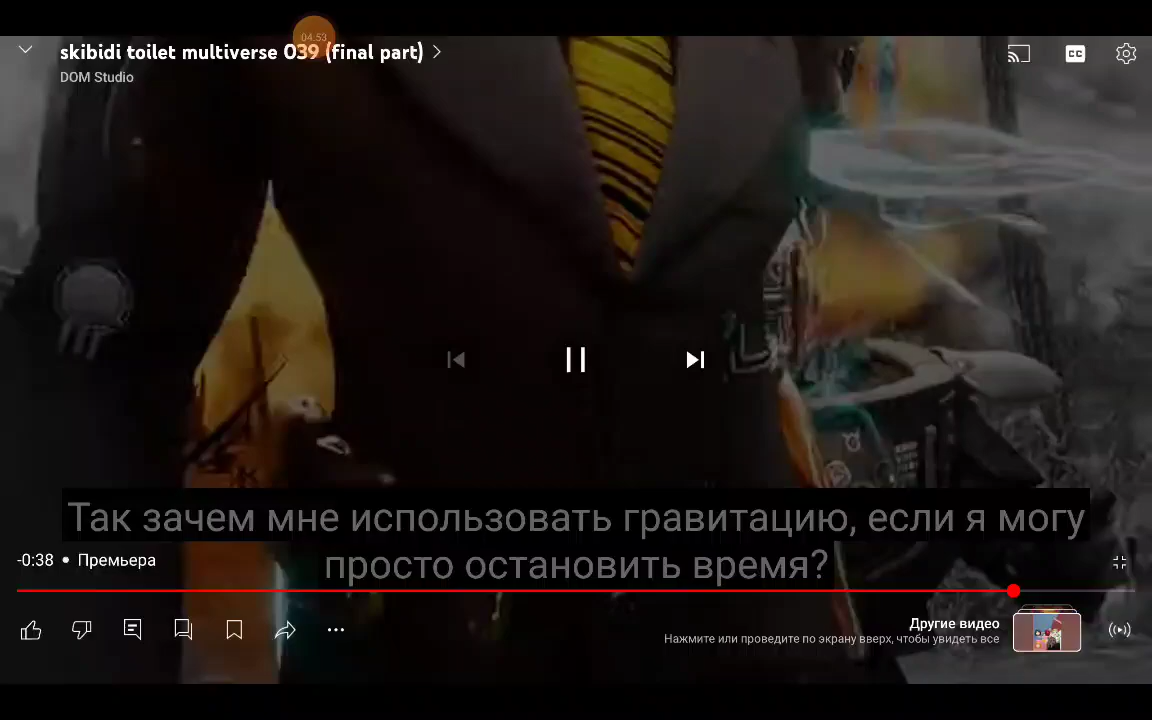 04.53
skibidi toilet multiverse 039 (final part)
DOM Studio
CC
Так зачем мне использовать гравитацию, если я могу
просто остановить время?
-0:38 • Премьера
Другие видео
Нажмите или проведите по экрану вверх, чтобы увидеть все